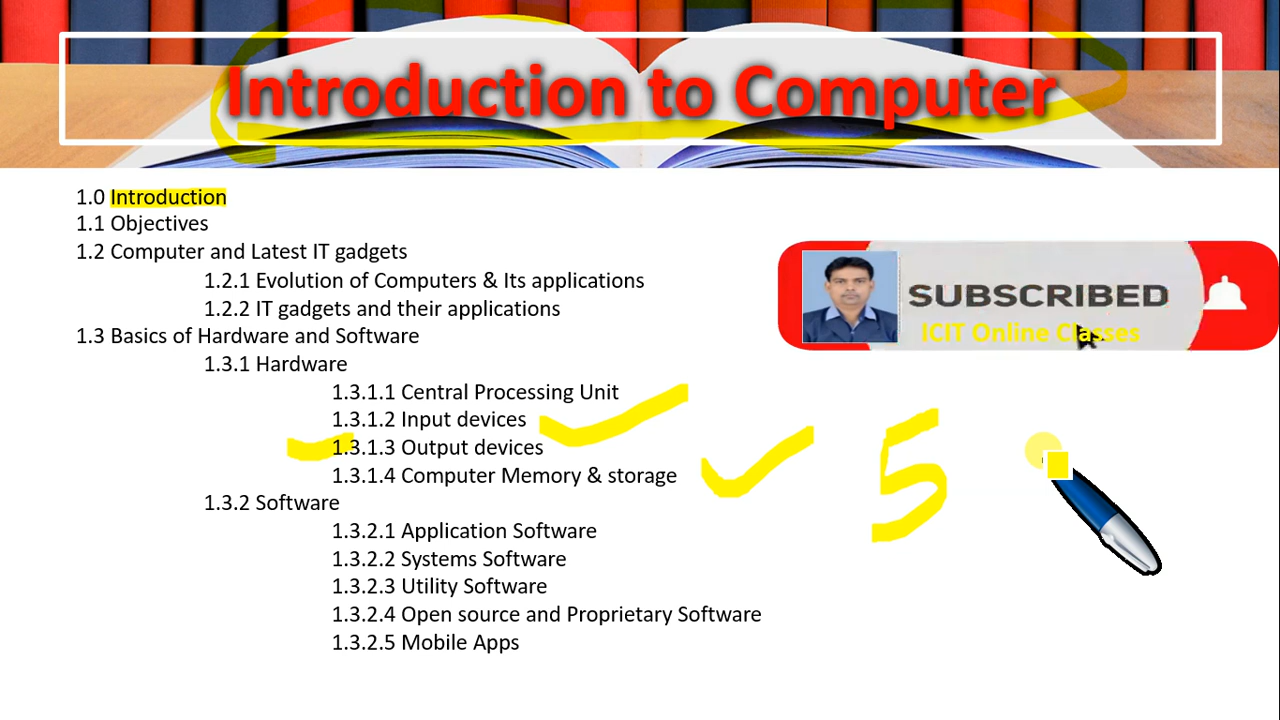 Introduction to Computer
1.0 Introduction
1.1 Objectives
1.2 Computer and Latest IT gadgets
1.2.1 Evolution of Computers & Its applications
1.2.2 IT gadgets and their applications
1.3 Basics of Hardware and Software
1.3.1 Hardware
1.3.1.1 Central Processing Unit
1.3.1.2 Input devices
1.3.1.3 Output devices
1.3.1.4 Computer Memory & storage
1.3.2 Software
1.3.2.1 Application Software
1.3.2.2 Systems Software
1.3.2.3 Utility Software
1.3.2.4 Open source and Proprietary Software
1.3.2.5 Mobile Apps
SUBSCRIBED
ICIT Online Classes
5